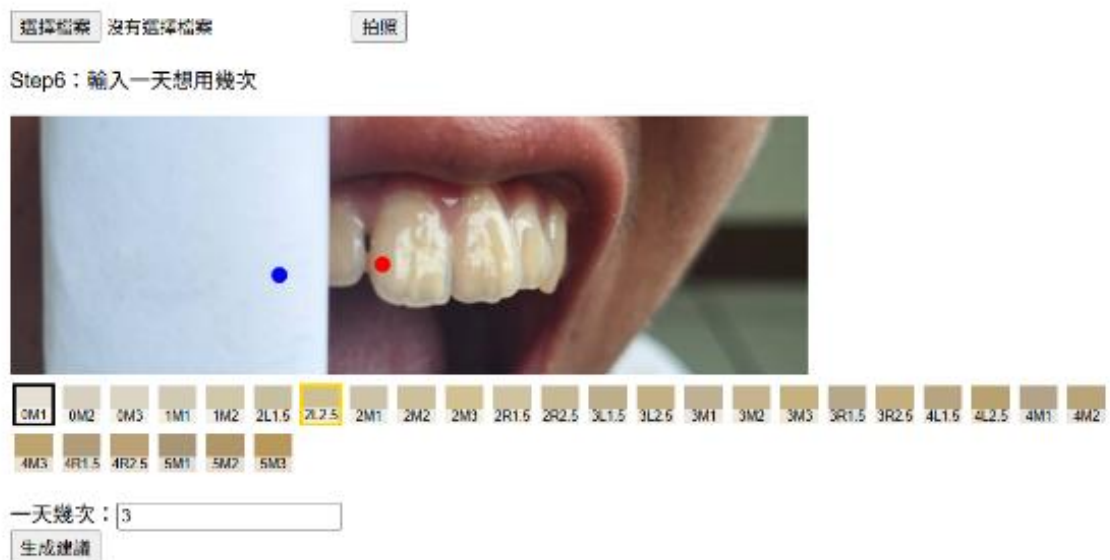 選擇檔案 沒有選擇檔案 拍照
Step6：輸入一天想用幾次
0M1 0M2 0M3 1M1 1M2 2L1.5 2L2.5 2M1 2M2 2M3 2R1.5 2R2.5 3L1.5 3L2.5 3M1 3M2 3M3 3R1.5 3R2.5 4L1.5 4L2.5 4M1 4M2
4M3 4R1.5 4R2.5 5M1 5M2 5M3
一天幾次：3
生成建議